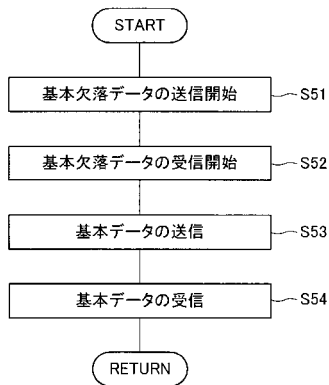 START
基本欠落データの送信開始 S51
基本欠落データの受信開始 S52
基本データの送信 S53
基本データの受信 S54
RETURN